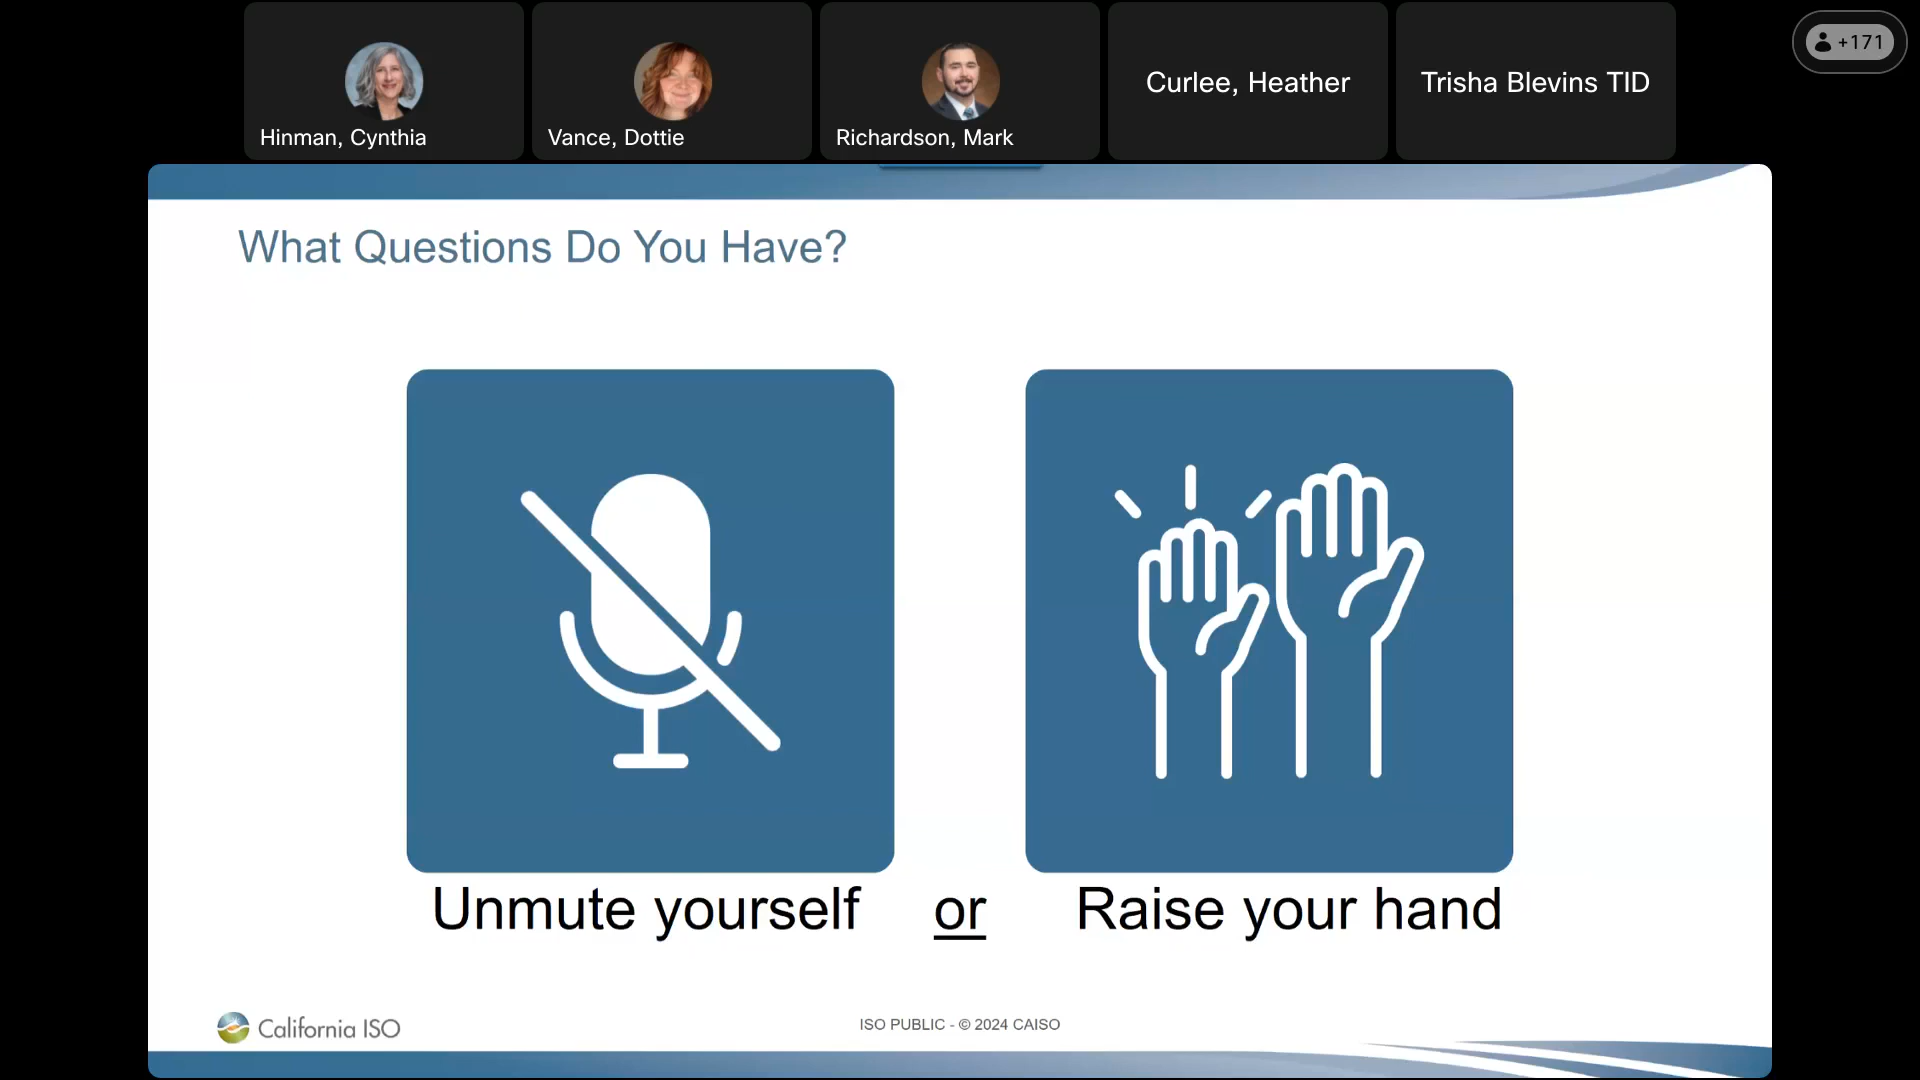 Hinman, Cynthia
Vance, Dottie
Richardson, Mark
Curlee, Heather
Trisha Blevins TID
+171
What Questions Do You Have?
Unmute yourself or Raise your hand
California ISO
ISO PUBLIC - © 2024 CAISO